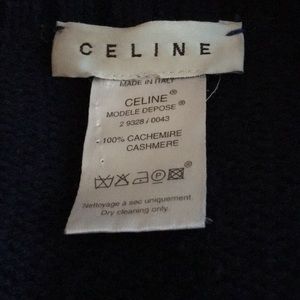 CELINE
MADE IN ITALY
CELINE®
MODELE DEPOSE®
2 9328 / 0043
100% CACHEMIRE
CASHMERE
P
Nettoyage a sec uniquement.
Dry cleaning only.